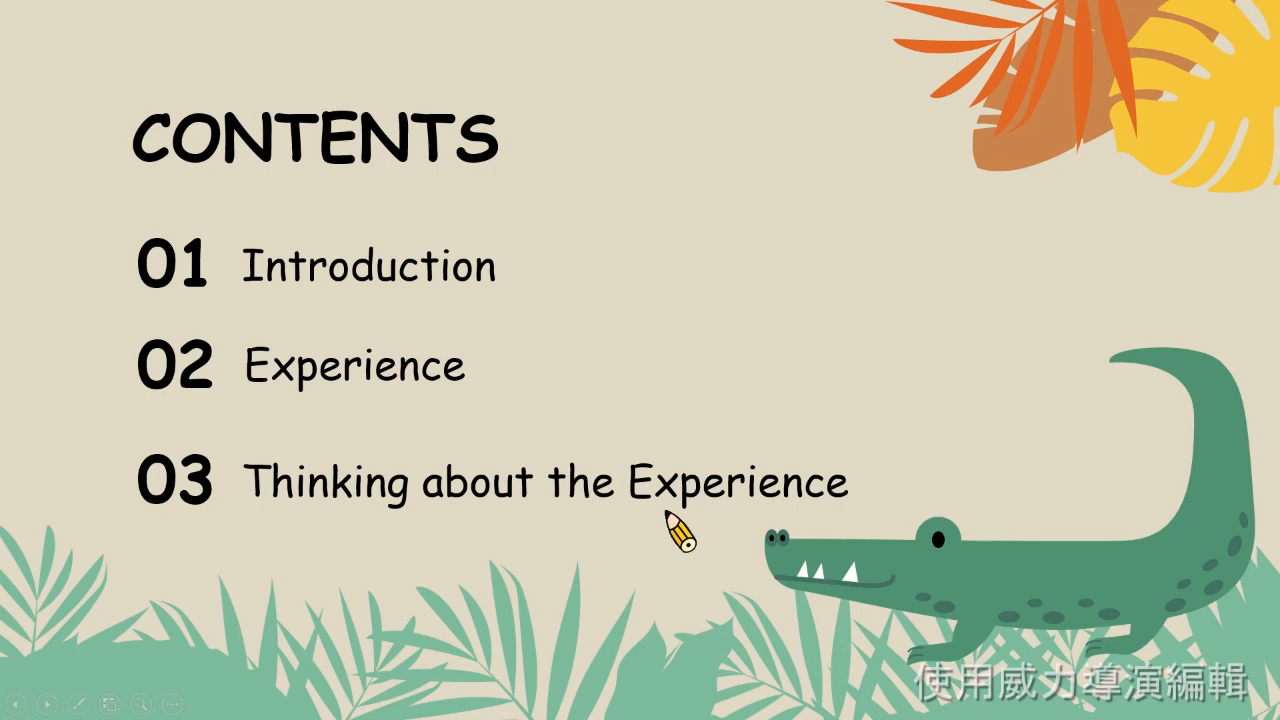 CONTENTS
01 Introduction
02 Experience
03 Thinking about the Experience
使用威力導演編輯